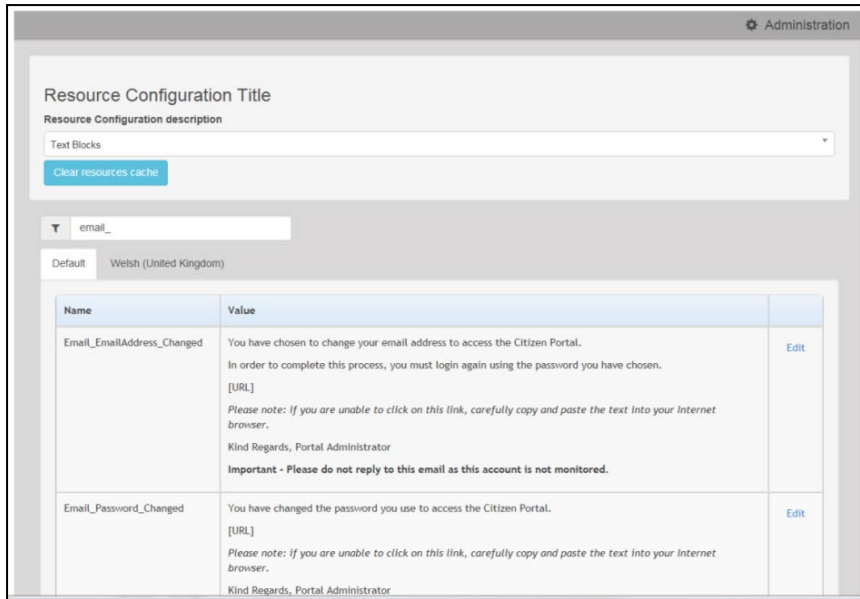 Administration
Resource Configuration Title
Resource Configuration description
Text Blocks
Clear resources cache
email_
Default Welsh (United Kingdom)
Name Value
Email_EmailAddress_Changed You have chosen to change your email address to access the Citizen Portal. Edit
In order to complete this process, you must login again using the password you have chosen.
[URL]
Please note: if you are unable to click on this link, carefully copy and paste the text into your Internet
browser.
Kind Regards, Portal Administrator
Important - Please do not reply to this email as this account is not monitored.
Email_Password_Changed You have changed the password you use to access the Citizen Portal. Edit
[URL]
Please note: if you are unable to click on this link, carefully copy and paste the text into your Internet
browser.
Kind Regards, Portal Administrator